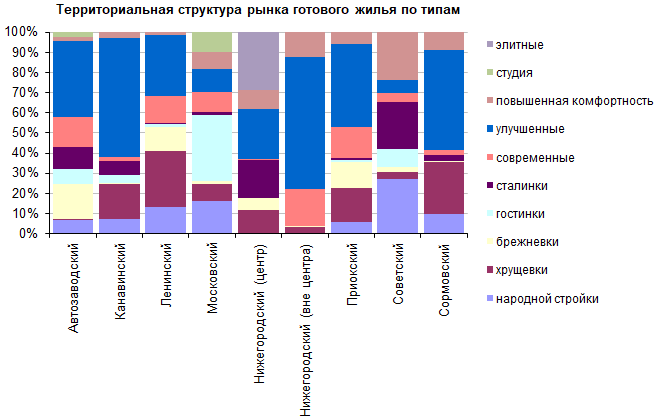 Территориальная структура рынка готового жилья по типам
100%
90%
80%
70%
60%
50%
40%
30%
20%
10%
0%
Автозаводский
Канавинский
Ленинский
Московский
Нижегородский (центр)
Нижегородский (вне центра)
Приокский
Советский
Сормовский
элитные
студия
повышенная комфортность
улучшенные
современные
сталинки
гостинки
брежневки
хрущевки
народной стройки